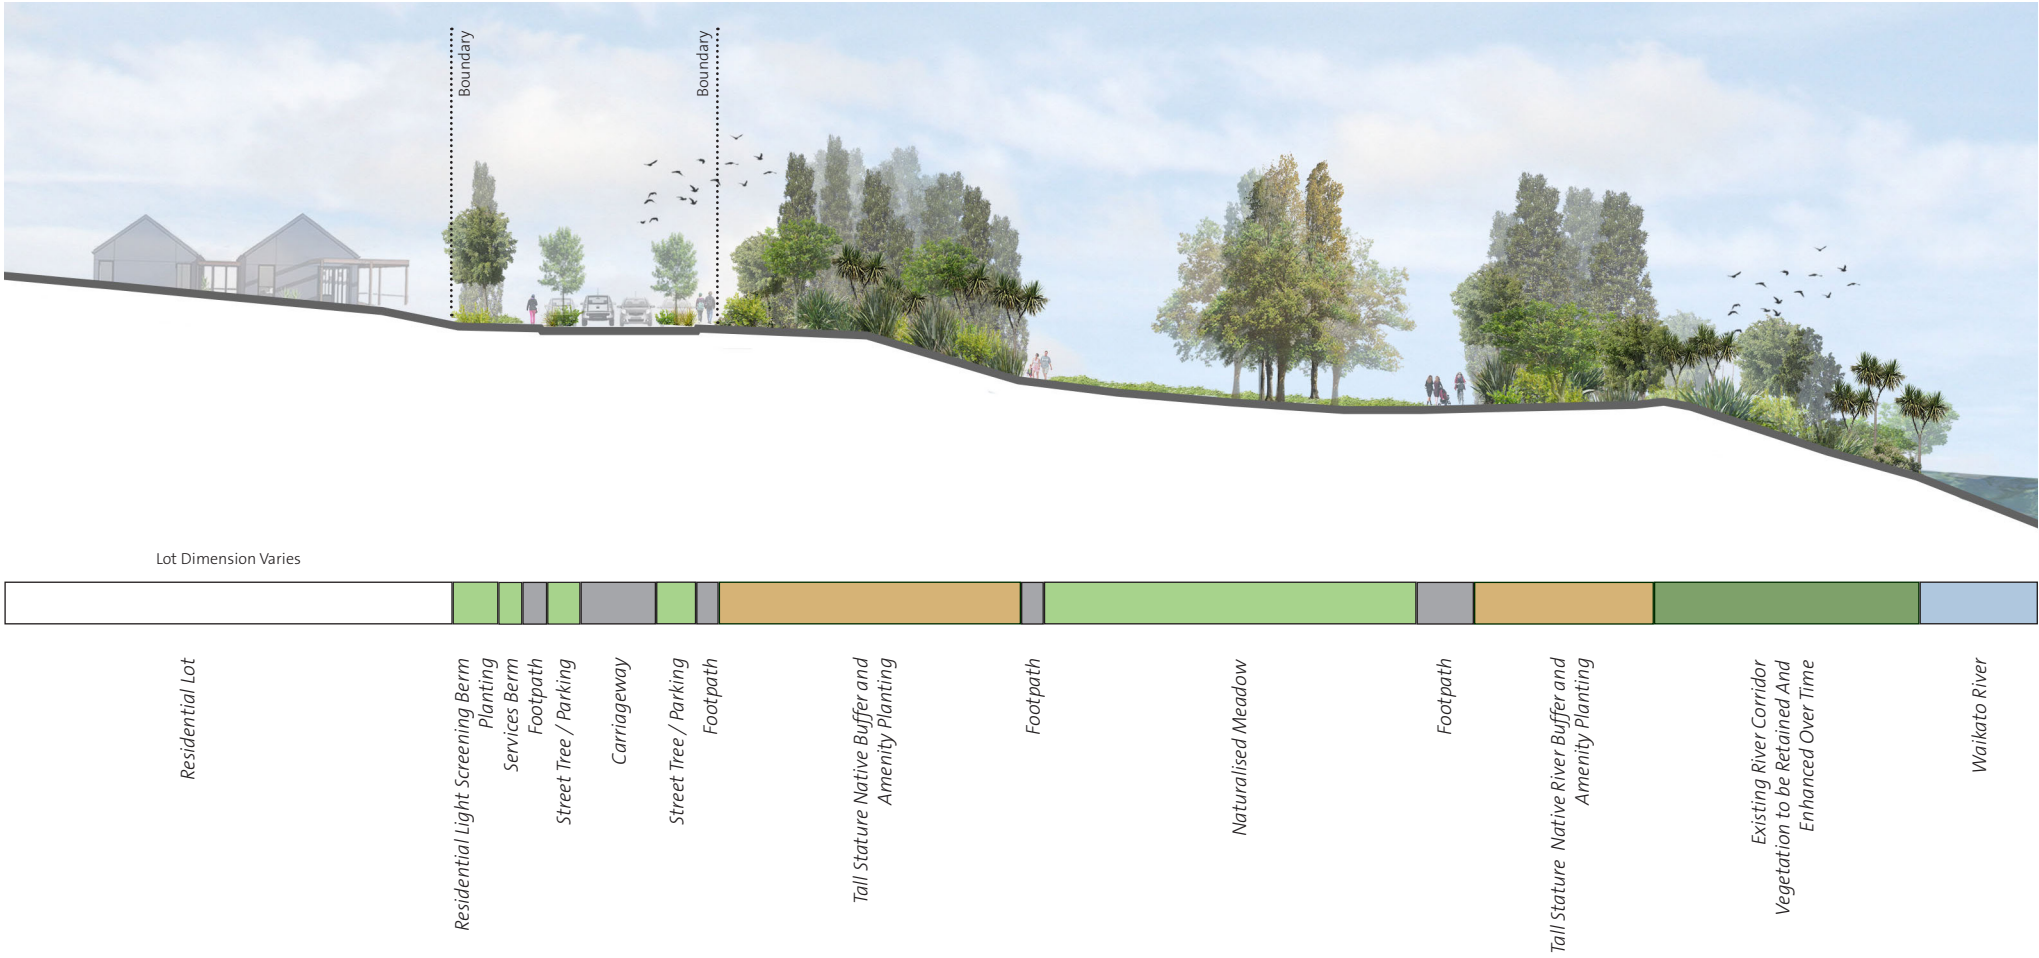 Boundary
Boundary
Lot Dimension Varies
Residential Lot
Residential Light Screening Berm
Planting
Services Berm
Footpath
Street Tree / Parking
Carriageway
Street Tree / Parking
Footpath
Tall Stature Native Buffer and
Amenity Planting
Footpath
Naturalised Meadow
Footpath
Tall Stature Native River Buffer and
Amenity Planting
Existing River Corridor
Vegetation to be Retained And
Enhanced Over Time
Waikato River